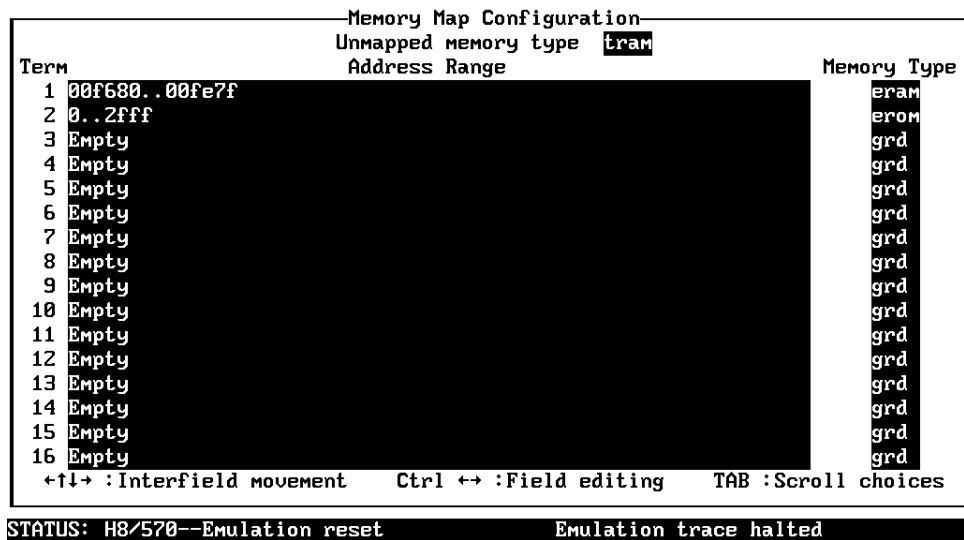 Memory Map Configuration
Unmapped memory type tram
Term Address Range Memory Type
1 00f680..00fe7f eram
2 0..2fff erom
3 Empty grd
4 Empty grd
5 Empty grd
6 Empty grd
7 Empty grd
8 Empty grd
9 Empty grd
10 Empty grd
11 Empty grd
12 Empty grd
13 Empty grd
14 Empty grd
15 Empty grd
16 Empty grd
←↑↓→ :Interfield movement Ctrl ↔ :Field editing TAB :Scroll choices
STATUS: H8/570--Emulation reset Emulation trace halted